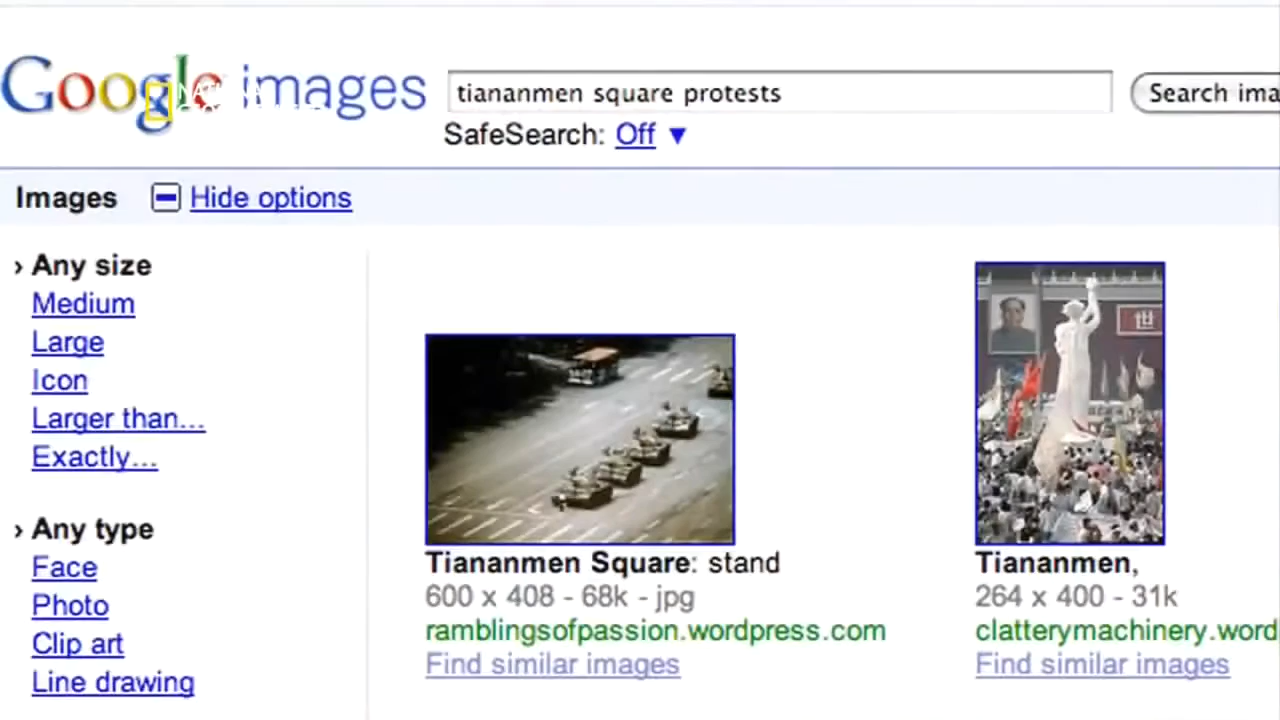 Google images
tiananmen square protests
Search ima
SafeSearch: Off ▼
Images
Hide options
› Any size
Medium
Large
Icon
Larger than...
Exactly...
› Any type
Face
Photo
Clip art
Line drawing
世
Tiananmen Square: stand
600 x 408 - 68k - jpg
ramblingsofpassion.wordpress.com
Find similar images
Tiananmen,
264 x 400 - 31k
clatterymachinery.word
Find similar images